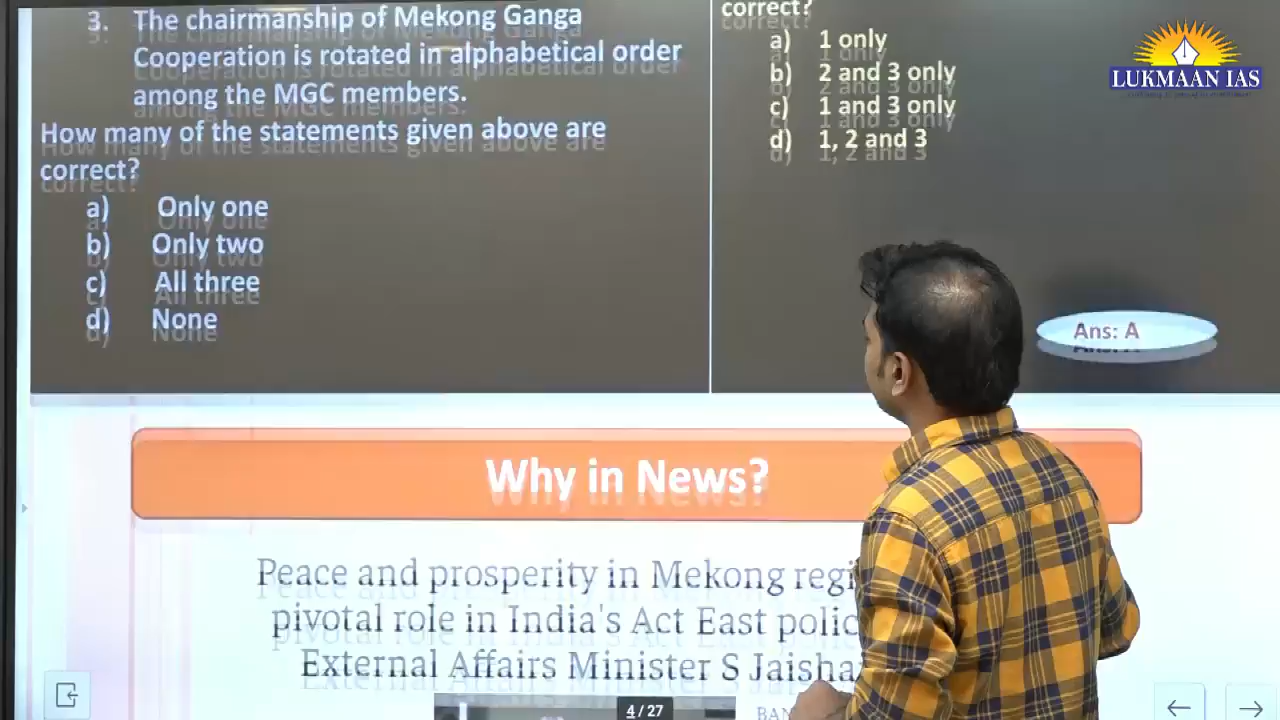 3. The chairmanship of Mekong Ganga
Cooperation is rotated in alphabetical order
among the MGC members.
How many of the statements given above are
correct?
a) Only one
b) Only two
c) All three
d) None
correct?
a) 1 only
b) 2 and 3 only
c) 1 and 3 only
d) 1, 2 and 3
LUKMAAN IAS
Ans: A
Why in News?
Peace and prosperity in Mekong
pivotal role in India's Act East
External Affairs Minister S
4 / 27